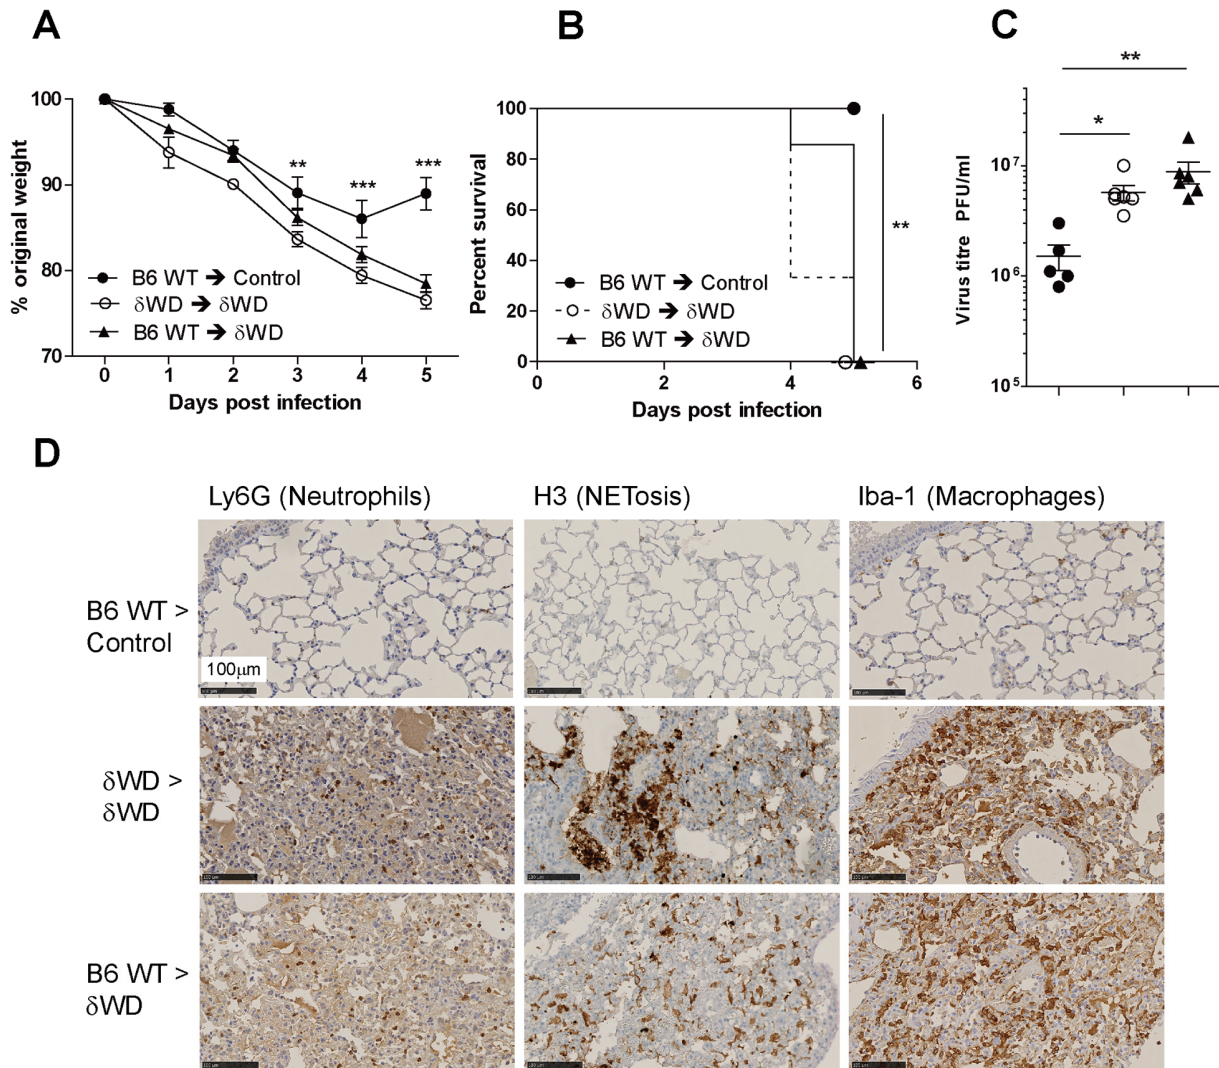 A
100
90
80
70
% original weight
**
***
***
B6 WT ➔ Control
δWD ➔ δWD
B6 WT ➔ δWD
0 1 2 3 4 5
Days post infection
B
100
80
60
40
20
0
Percent survival
**
B6 WT ➔ Control
δWD ➔ δWD
B6 WT ➔ δWD
0 2 4 6
Days post infection
C
**
*
10⁷
10⁶
10⁵
Virus titre PFU/ml
D
Ly6G (Neutrophils)
H3 (NETosis)
Iba-1 (Macrophages)
B6 WT >
Control
100μm
δWD >
δWD
B6 WT >
δWD